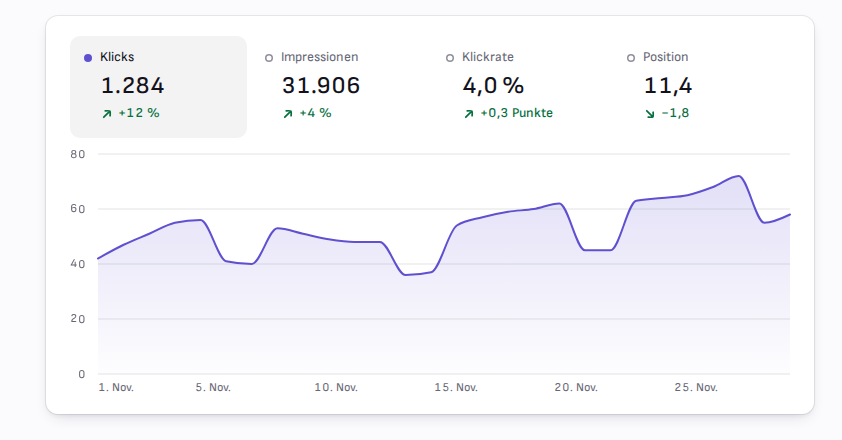 Klicks
1.284
+12 %
Impressionen
31.906
+4 %
Klickrate
4,0 %
+0,3 Punkte
Position
11,4
−1,8
80
60
40
20
0
1. Nov.
5. Nov.
10. Nov.
15. Nov.
20. Nov.
25. Nov.